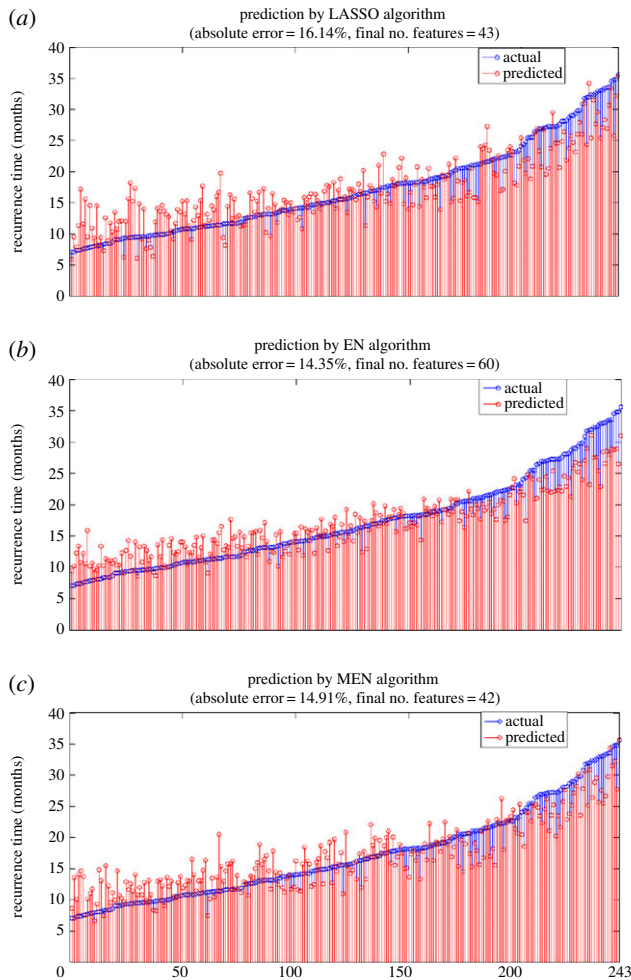 (a)
prediction by LASSO algorithm
(absolute error = 16.14%, final no. features = 43)
40
35
30
25
20
15
10
5
0
recurrence time (months)
actual
predicted
(b)
prediction by EN algorithm
(absolute error = 14.35%, final no. features = 60)
40
35
30
25
20
15
10
5
0
recurrence time (months)
actual
predicted
(c)
prediction by MEN algorithm
(absolute error = 14.91%, final no. features = 42)
40
35
30
25
20
15
10
5
recurrence time (months)
actual
predicted
0 50 100 150 200 243